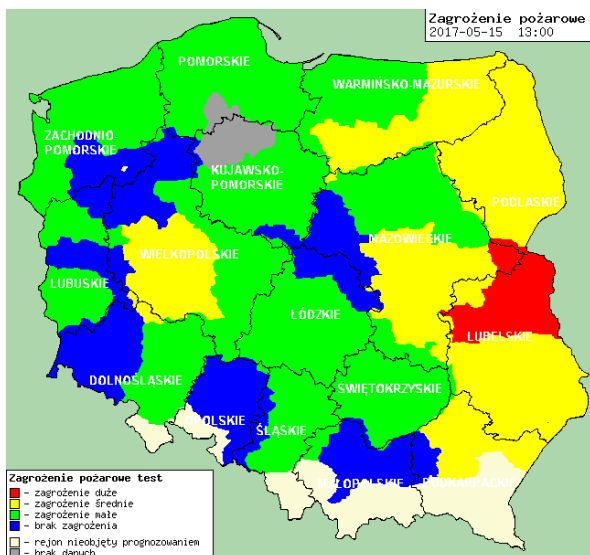 Zagrożenie pożarowe
2017-05-15 13:00
POMORSKIE
WARMIŃSKO-MAZURSKIE
ZACHODNIO-
POMORSKIE
KUJAWSKO-
POMORSKIE
PODLASKIE
MAZOWIECKIE
WIELKOPOLSKIE
LUBUSKIE
ŁÓDZKIE
LUBELSKIE
DOLNOŚLĄSKIE
ŚWIĘTOKRZYSKIE
OPOLSKIE
ŚLĄSKIE
MAŁOPOLSKIE
PODKARPACKIE
Zagrożenie pożarowe test
- zagrożenie duże
- zagrożenie średnie
- zagrożenie małe
- brak zagrożenia
- rejon nieobjęty prognozowaniem
- brak danych